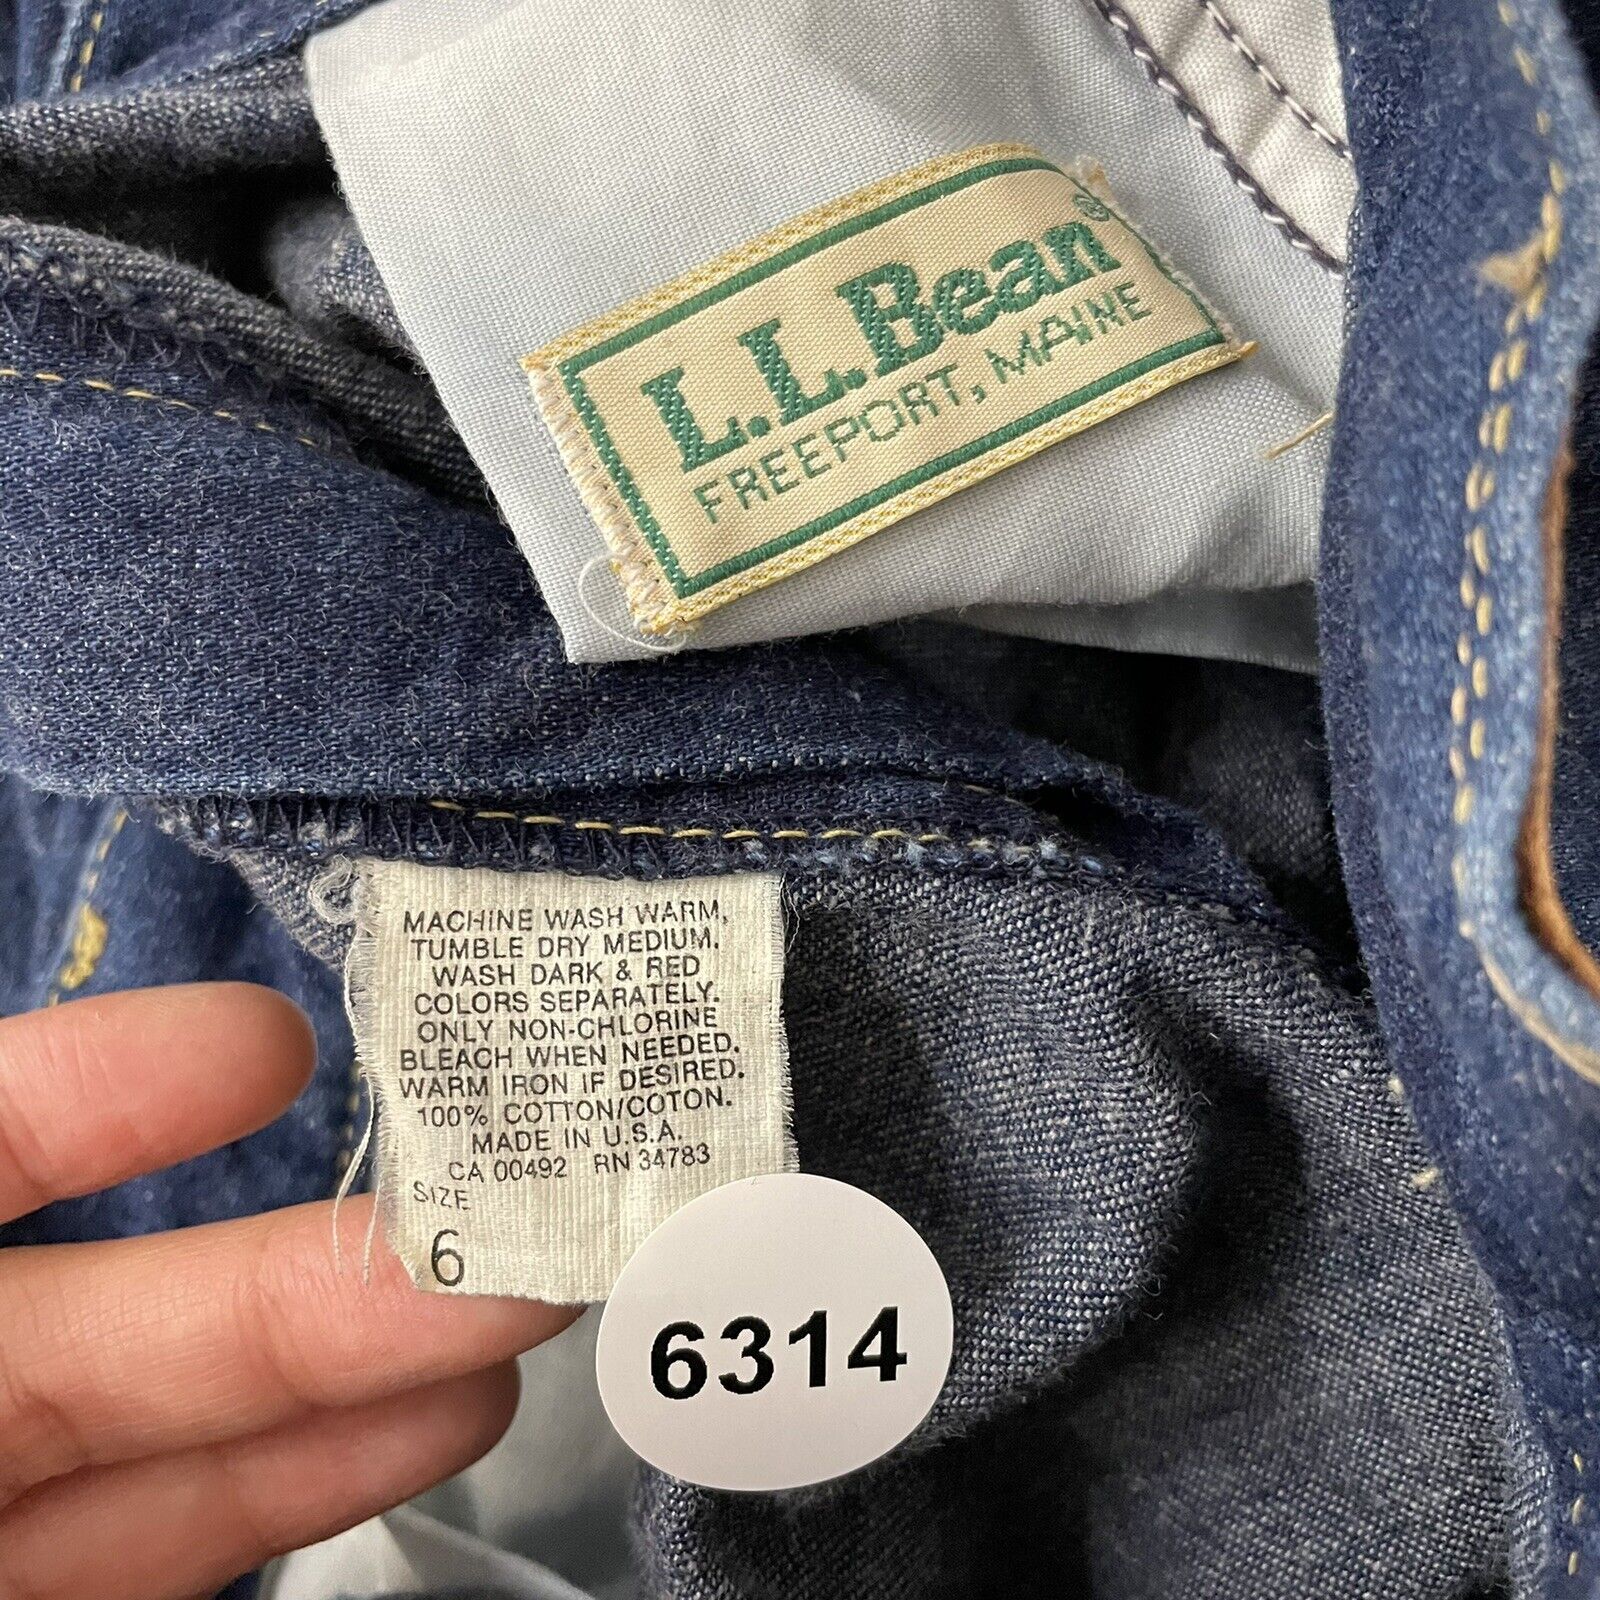 L.L.Bean®
FREEPORT, MAINE
MACHINE WASH WARM,
TUMBLE DRY MEDIUM.
WASH DARK & RED
COLORS SEPARATELY.
ONLY NON-CHLORINE
BLEACH WHEN NEEDED.
WARM IRON IF DESIRED.
100% COTTON/COTON.
MADE IN U.S.A.
CA 00492 RN 34783
SIZE
6
6314